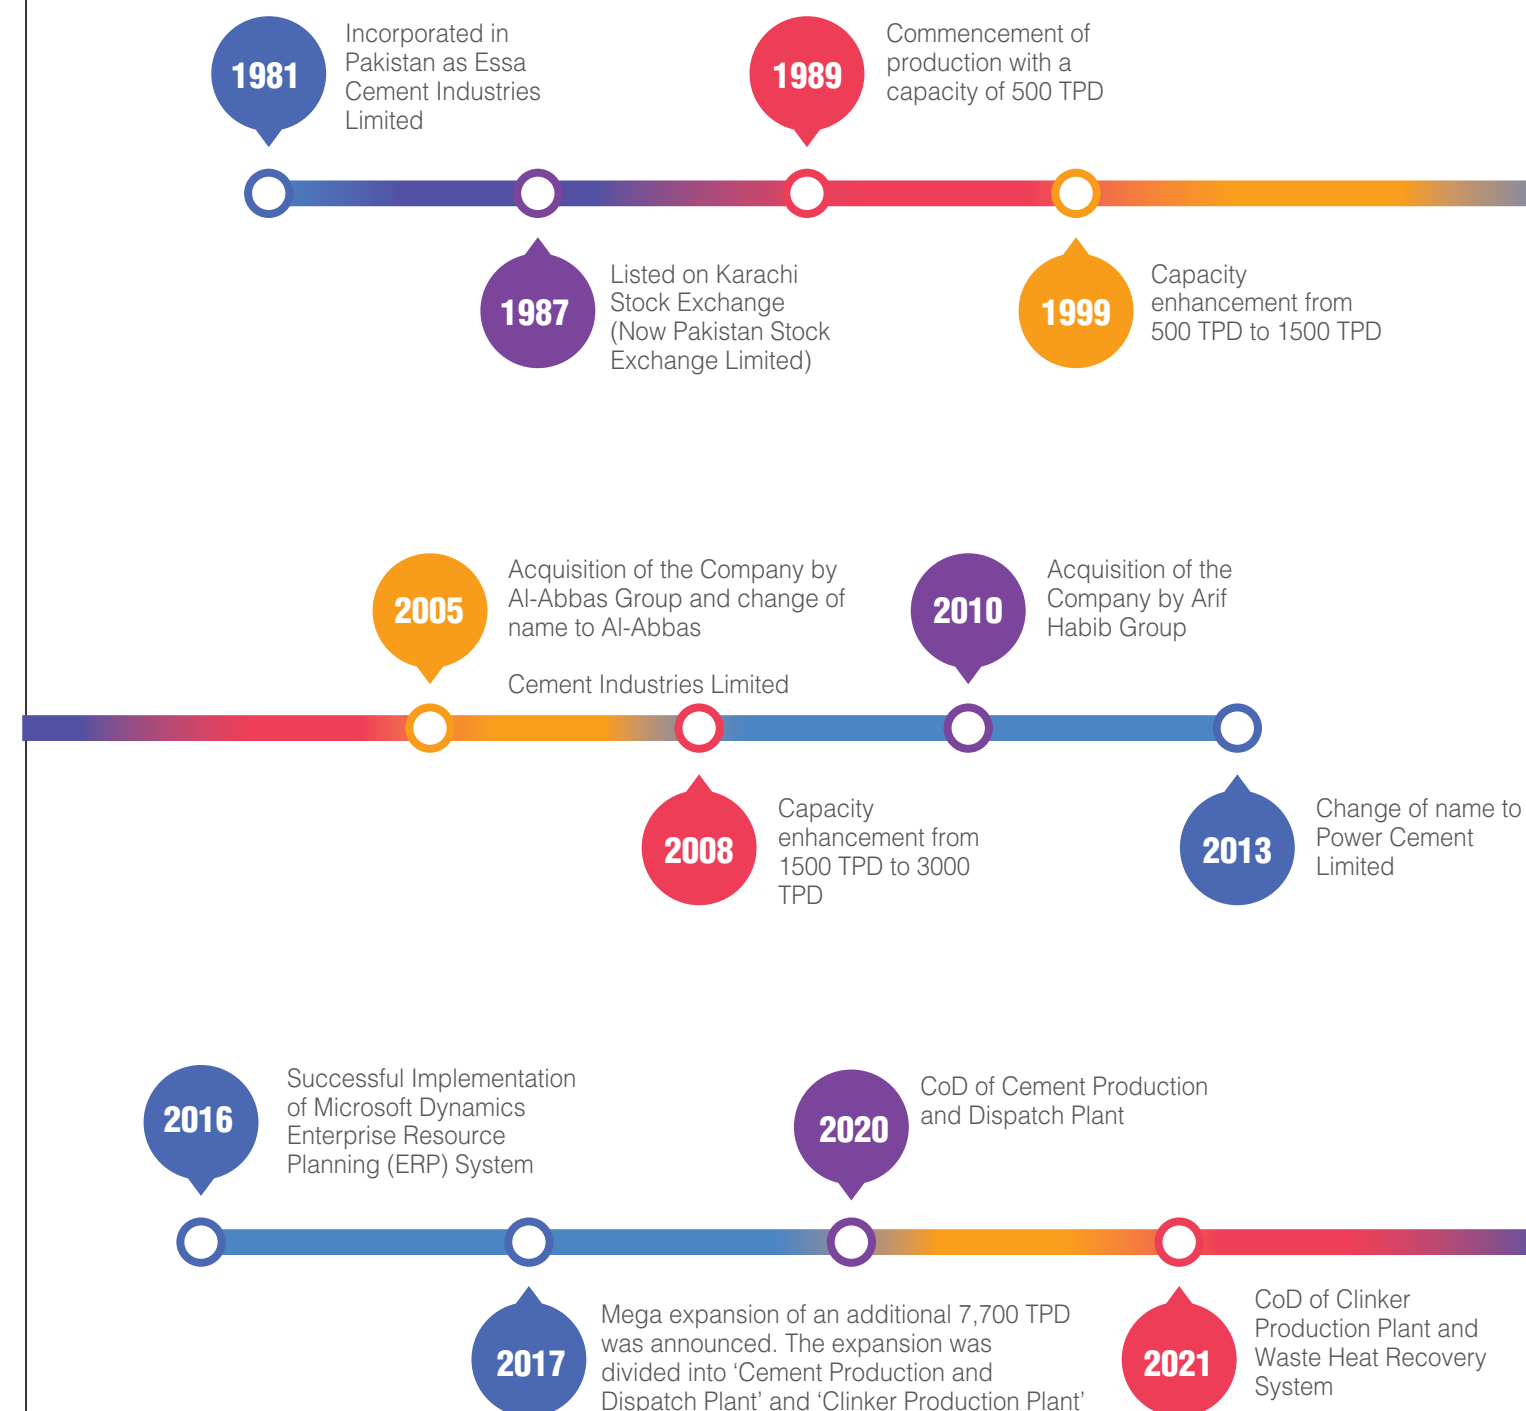 1981
Incorporated in
Pakistan as Essa
Cement Industries
Limited
1989
Commencement of
production with a
capacity of 500 TPD
1987
Listed on Karachi
Stock Exchange
(Now Pakistan Stock
Exchange Limited)
1999
Capacity
enhancement from
500 TPD to 1500 TPD
2005
Acquisition of the Company by
Al-Abbas Group and change of
name to Al-Abbas
Cement Industries Limited
2010
Acquisition of the
Company by Arif
Habib Group
2008
Capacity
enhancement from
1500 TPD to 3000
TPD
2013
Change of name to
Power Cement
Limited
2016
Successful Implementation
of Microsoft Dynamics
Enterprise Resource
Planning (ERP) System
2020
CoD of Cement Production
and Dispatch Plant
2017
Mega expansion of an additional 7,700 TPD
was announced. The expansion was
divided into ‘Cement Production and
Dispatch Plant’ and ‘Clinker Production Plant’
2021
CoD of Clinker
Production Plant and
Waste Heat Recovery
System